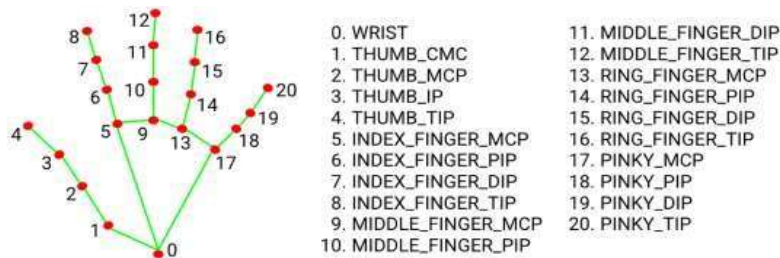 12
8
16
11
7
15
20
6
10
14
4
19
5
9
13
18
3
17
2
1
0
0. WRIST
1. THUMB_CMC
2. THUMB_MCP
3. THUMB_IP
4. THUMB_TIP
5. INDEX_FINGER_MCP
6. INDEX_FINGER_PIP
7. INDEX_FINGER_DIP
8. INDEX_FINGER_TIP
9. MIDDLE_FINGER_MCP
10. MIDDLE_FINGER_PIP
11. MIDDLE_FINGER_DIP
12. MIDDLE_FINGER_TIP
13. RING_FINGER_MCP
14. RING_FINGER_PIP
15. RING_FINGER_DIP
16. RING_FINGER_TIP
17. PINKY_MCP
18. PINKY_PIP
19. PINKY_DIP
20. PINKY_TIP